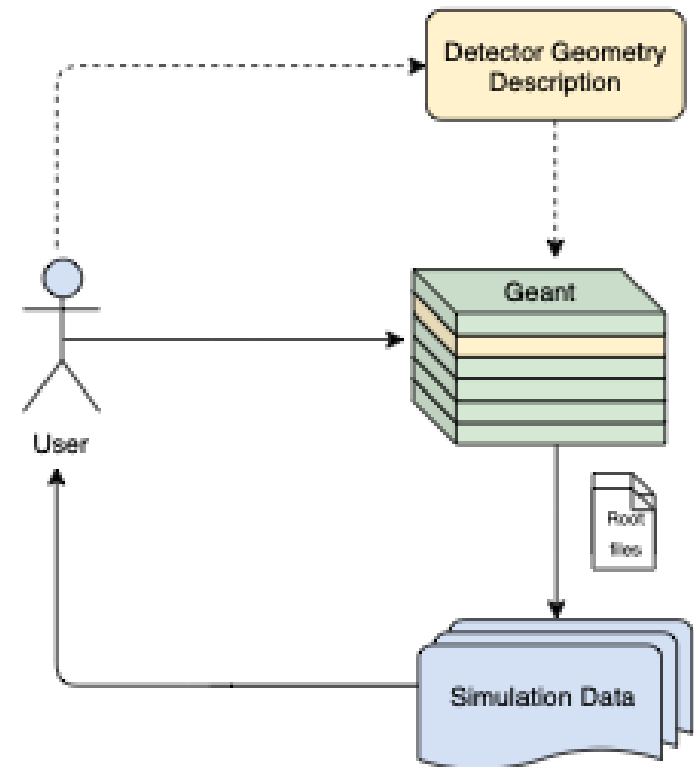 Detector Geometry
Description
Geant
User
Root
files
Simulation Data